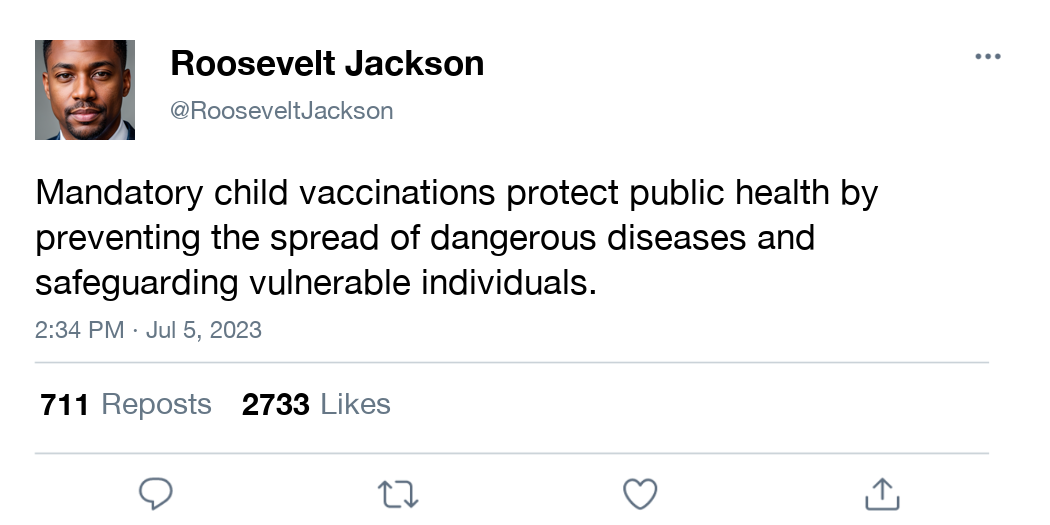 Roosevelt Jackson
@RooseveltJackson
Mandatory child vaccinations protect public health by
preventing the spread of dangerous diseases and
safeguarding vulnerable individuals.
2:34 PM · Jul 5, 2023
711 Reposts 2733 Likes